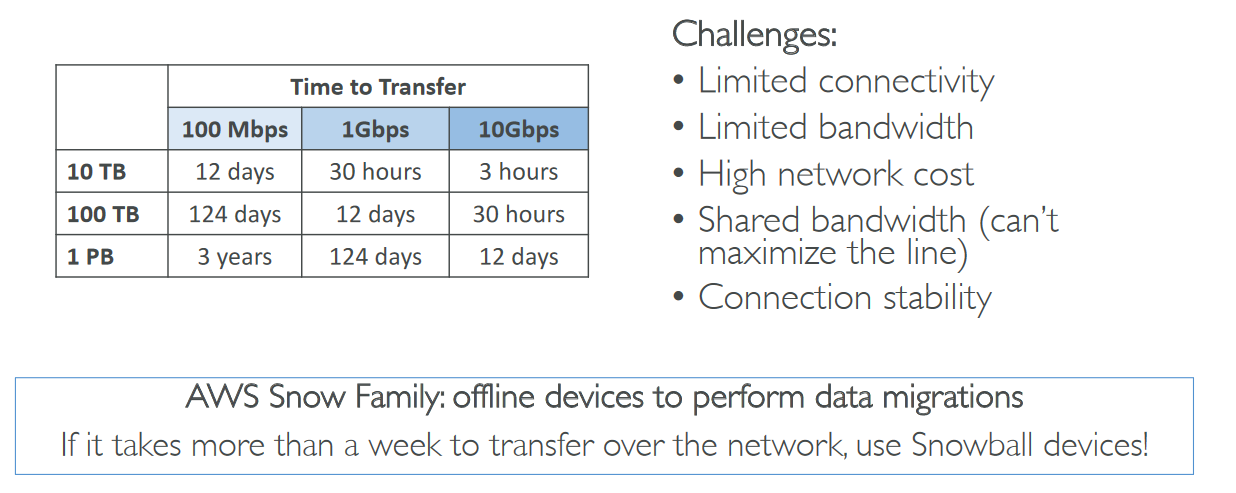 Challenges:
• Limited connectivity
• Limited bandwidth
• High network cost
• Shared bandwidth (can't
maximize the line)
• Connection stability
Time to Transfer
100 Mbps 1Gbps 10Gbps
10 TB 12 days 30 hours 3 hours
100 TB 124 days 12 days 30 hours
1 PB 3 years 124 days 12 days
AWS Snow Family: offline devices to perform data migrations
If it takes more than a week to transfer over the network, use Snowball devices!